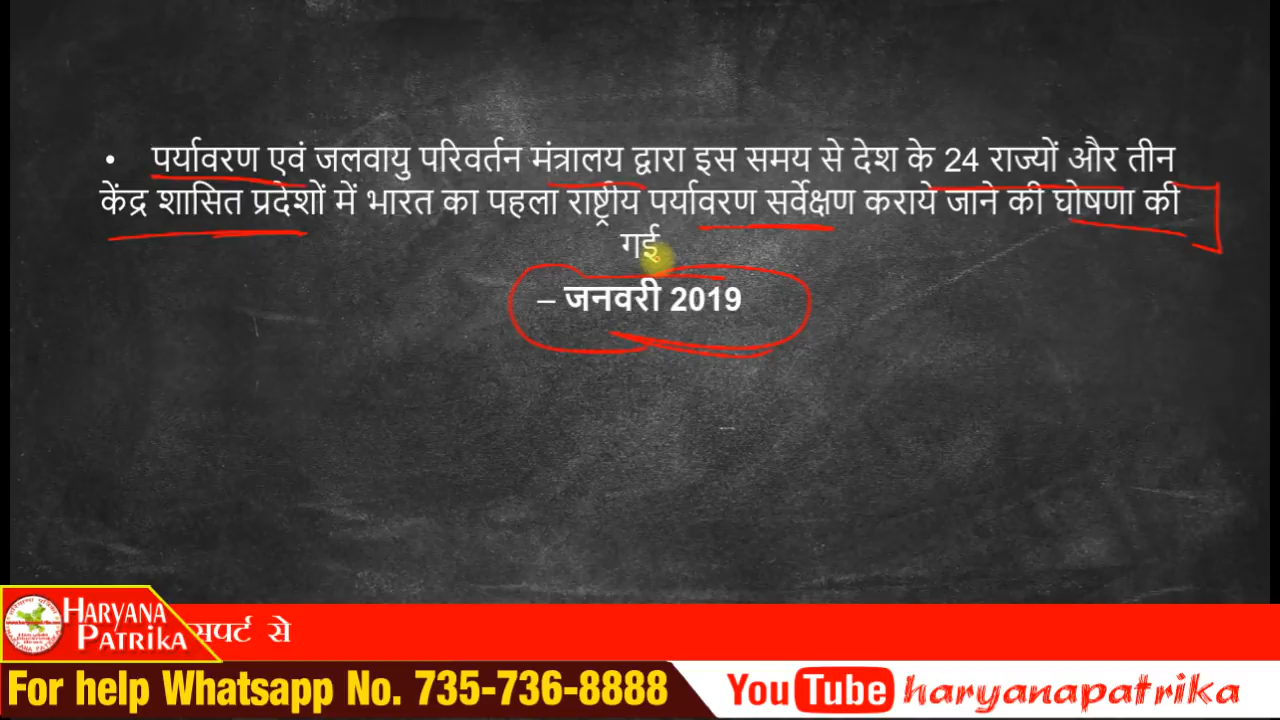 • पर्यावरण एवं जलवायु परिवर्तन मंत्रालय द्वारा इस समय से देश के 24 राज्यों और तीन
केंद्र शासित प्रदेशों में भारत का पहला राष्ट्रीय पर्यावरण सर्वेक्षण कराये जाने की घोषणा की
गई
– जनवरी 2019
HARYANA
PATRIKA
सपर्ट से
For help Whatsapp No. 735-736-8888
YouTube haryanapatrika